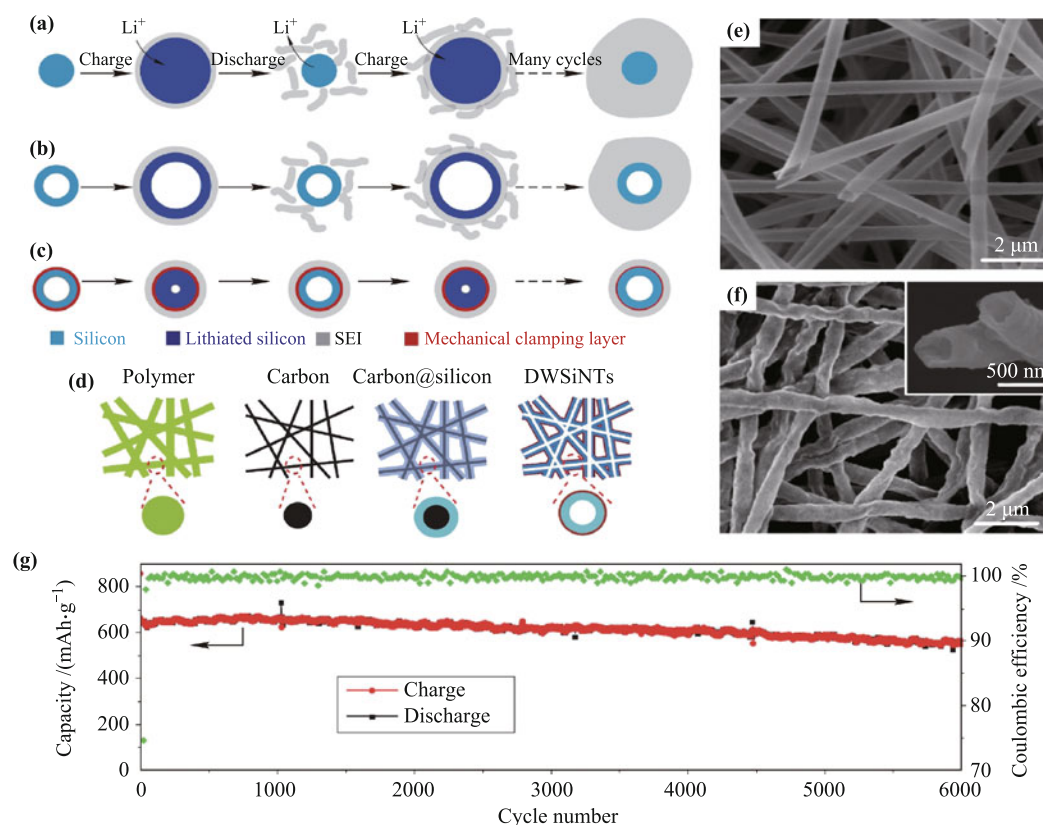 (a)
Li⁺
Li⁺
Li⁺
Charge
Discharge
Charge
Many cycles
(b)
(c)
Silicon
Lithiated silicon
SEI
Mechanical clamping layer
(d)
Polymer
Carbon
Carbon@silicon
DWSiNTs
(e)
2 μm
(f)
500 nm
2 μm
(g)
Capacity /(mAh·g⁻¹)
800
600
400
200
0
Charge
Discharge
100
90
80
70
Coulombic efficiency /%
0
1000
2000
3000
4000
5000
6000
Cycle number